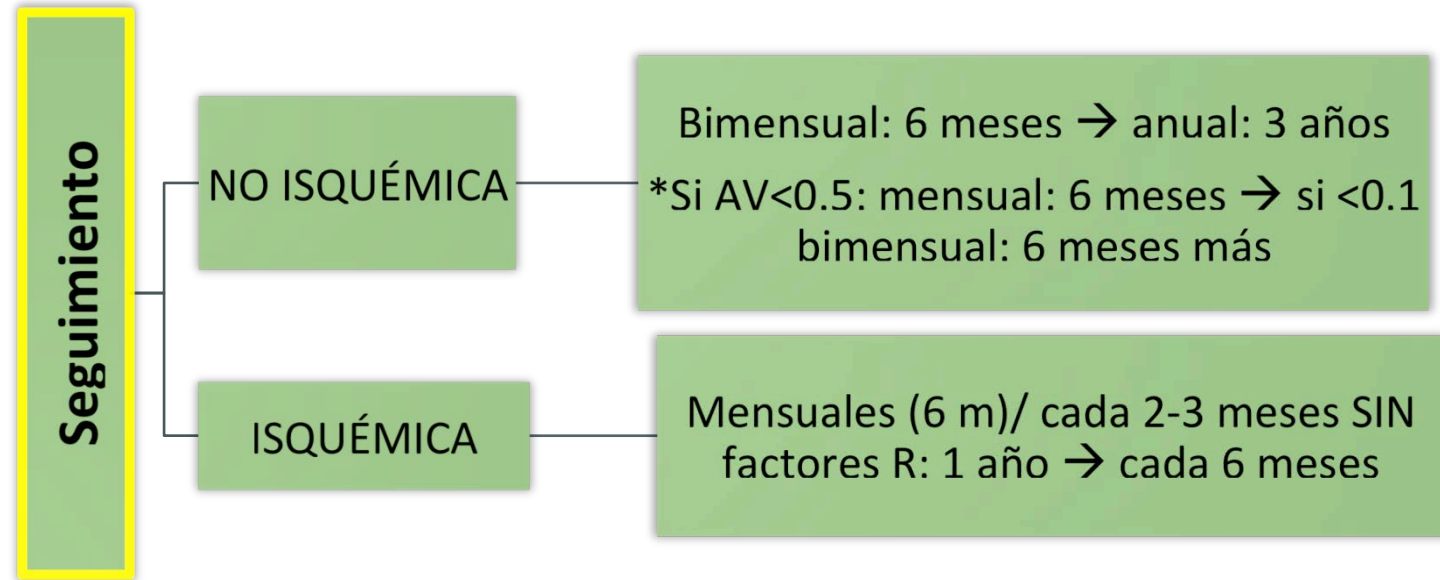 Seguimiento
NO ISQUÉMICA
Bimensual: 6 meses → anual: 3 años
*Si AV<0.5: mensual: 6 meses → si <0.1
bimensual: 6 meses más
ISQUÉMICA
Mensuales (6 m)/ cada 2-3 meses SIN
factores R: 1 año → cada 6 meses